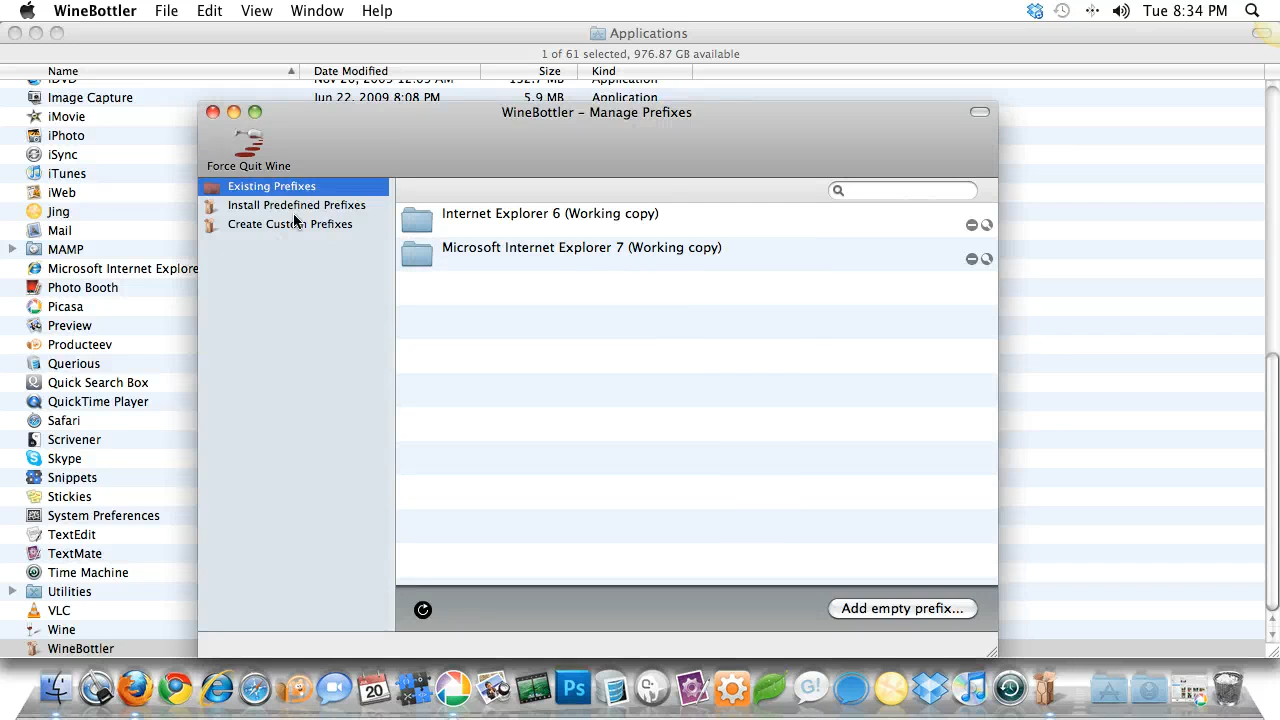 WineBottler File Edit View Window Help Tue 8:34 PM
Applications
1 of 61 selected, 976.87 GB available
Name Date Modified Size Kind
Image Capture Jun 22, 2009 8:08 PM 5.9 MB Application
iMovie
iPhoto
iSync
iTunes
iWeb
Jing
Mail
MAMP
Microsoft Internet Explore
Photo Booth
Picasa
Preview
Producteev
Querious
Quick Search Box
QuickTime Player
Safari
Scrivener
Skype
Snippets
Stickies
System Preferences
TextEdit
TextMate
Time Machine
Utilities
VLC
Wine
WineBottler
WineBottler – Manage Prefixes
Force Quit Wine
Existing Prefixes
Install Predefined Prefixes
Create Custom Prefixes
Internet Explorer 6 (Working copy)
Microsoft Internet Explorer 7 (Working copy)
Add empty prefix...
20
Ps
G!